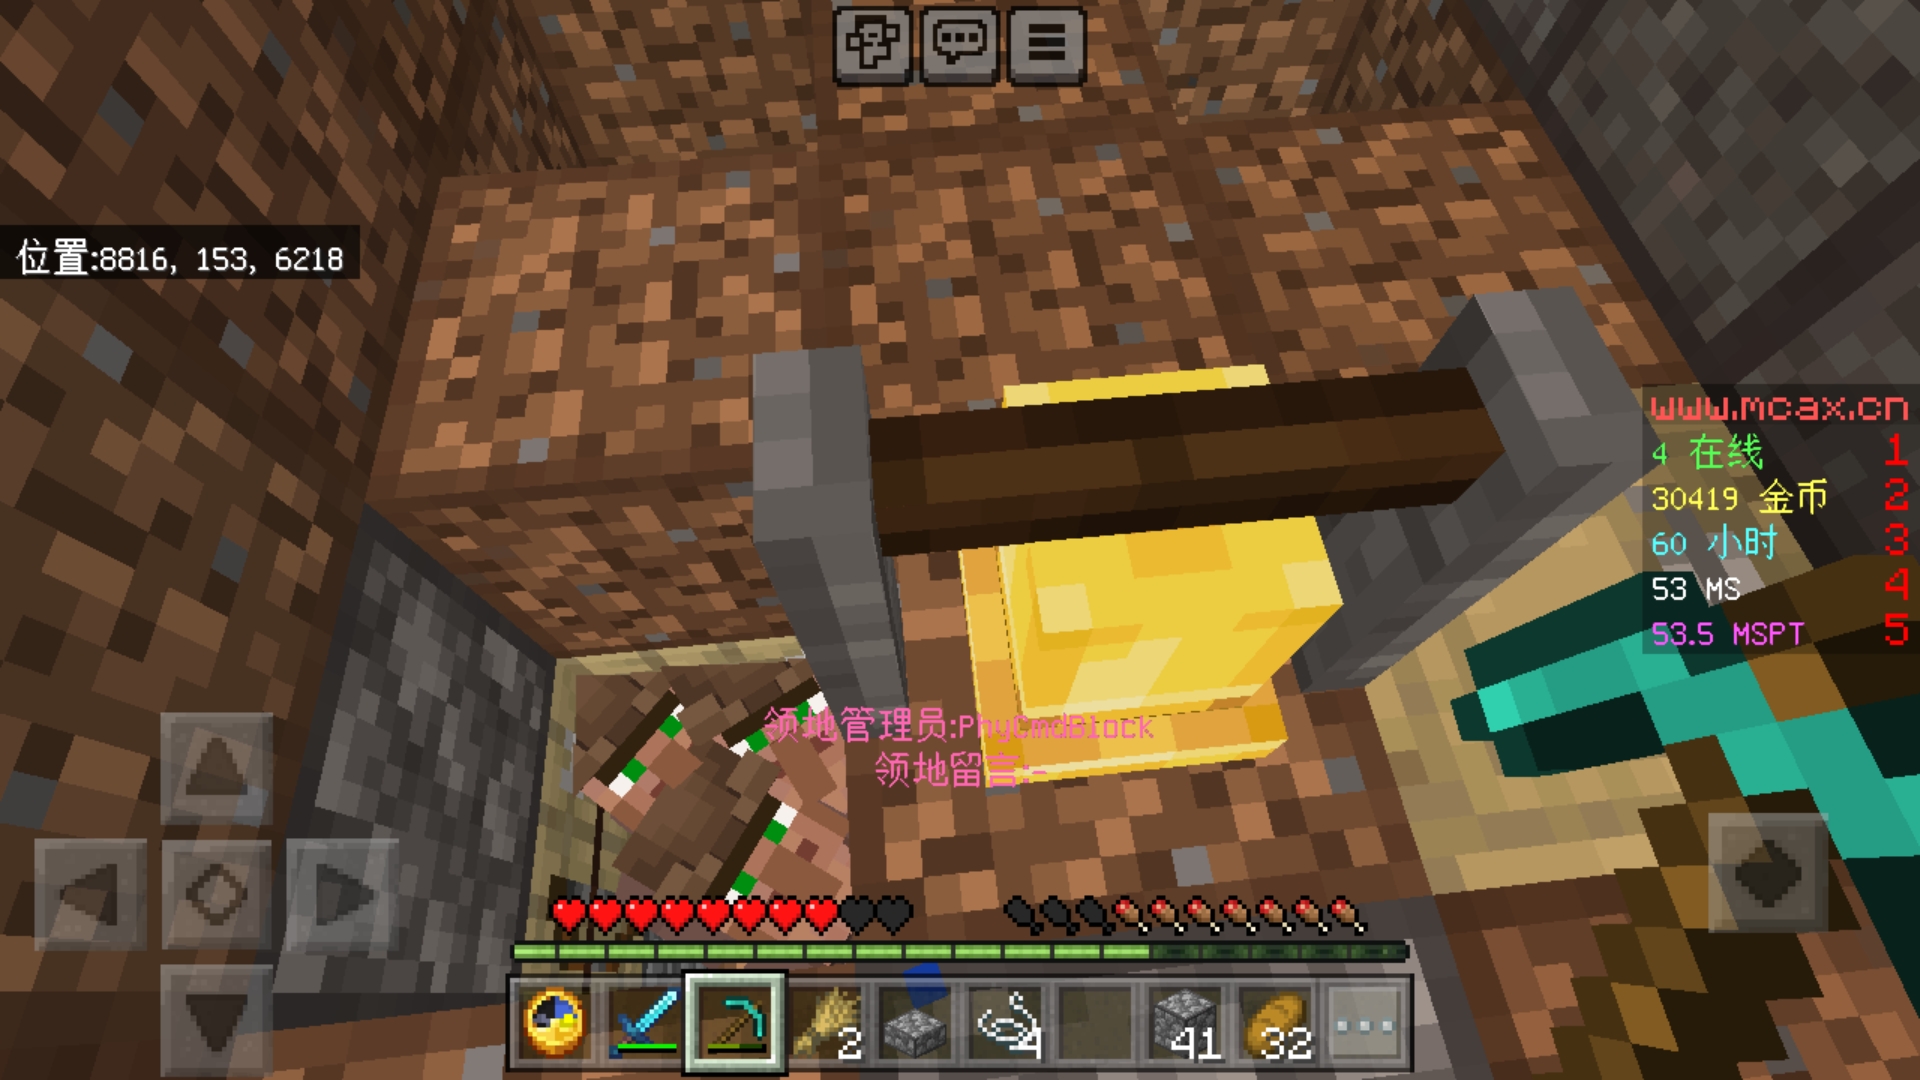 位置:8816, 153, 6218
www.mcax.cn
4 在线 1
30419 金币 2
60 小时 3
53 MS 4
53.5 MSPT 5
领地管理员:PhyCmdBlock
领地留言:-
2
4
41
32